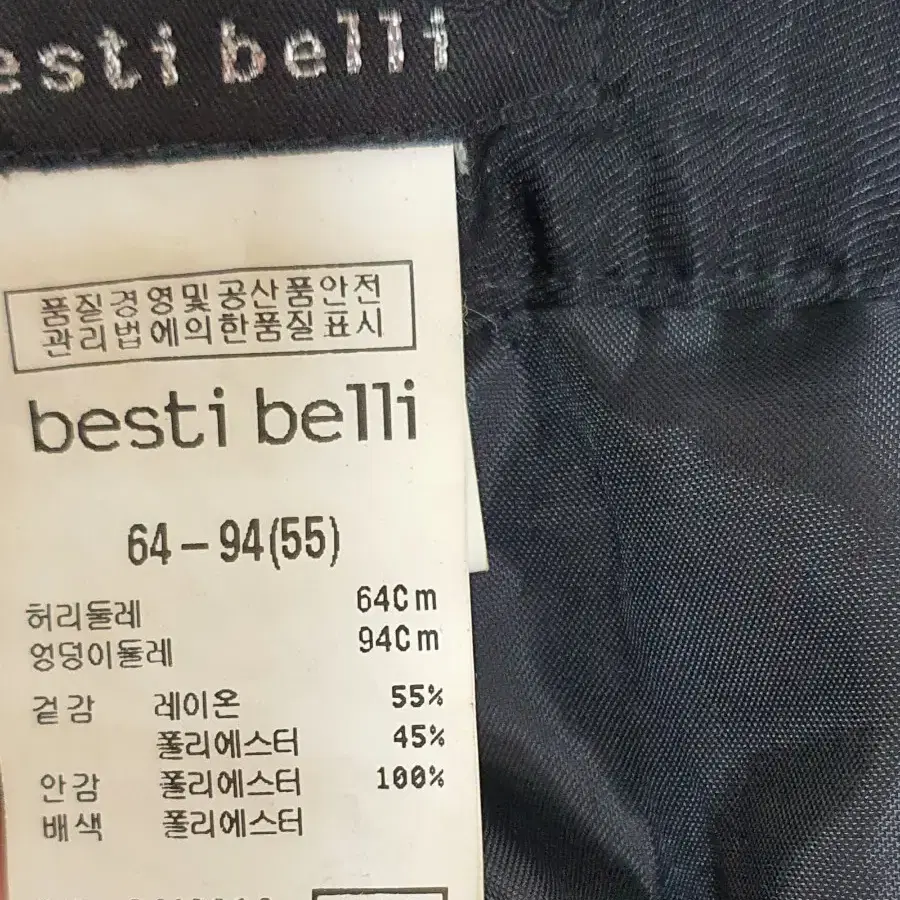 esti belli
품질경영및공산품안전
관리법에의한품질표시
besti belli
64-94(55)
허리둘레 64Cm
엉덩이둘레 94Cm
겉감 레이온 55%
폴리에스터 45%
안감 폴리에스터 100%
배색 폴리에스터